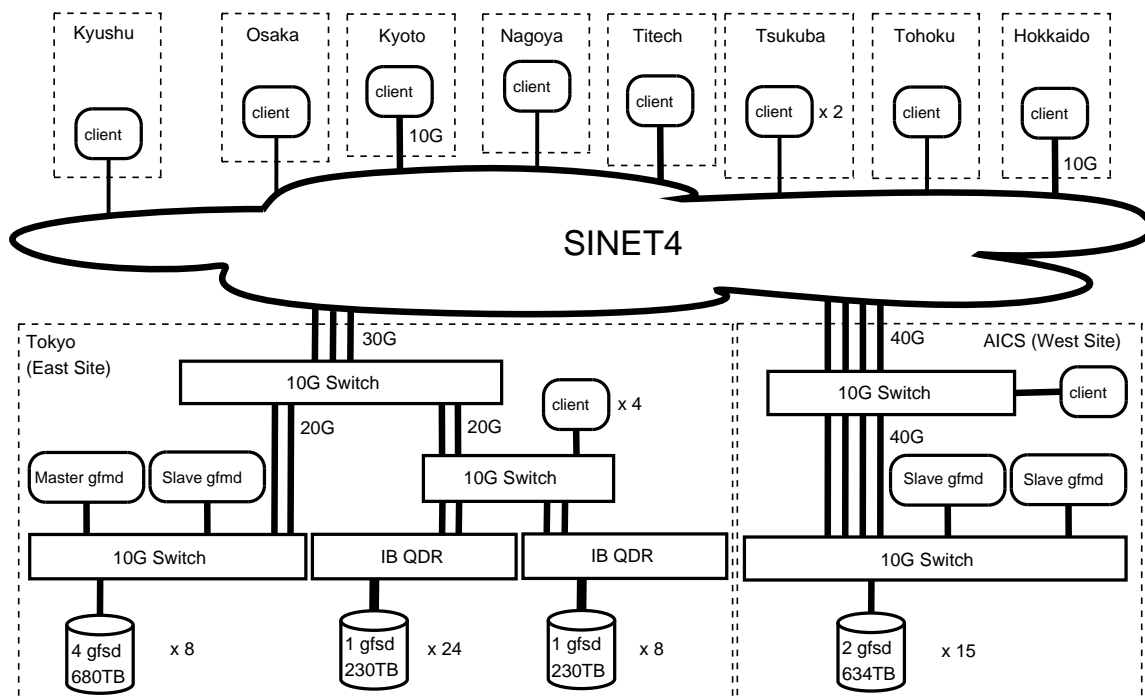 Kyushu
Osaka
Kyoto
Nagoya
Titech
Tsukuba
Tohoku
Hokkaido
client
client
client
client
client
client
x 2
client
client
10G
10G
SINET4
Tokyo
(East Site)
30G
10G Switch
20G
20G
client
x 4
10G Switch
Master gfmd
Slave gfmd
10G Switch
IB QDR
IB QDR
4 gfsd
680TB
x 8
1 gfsd
230TB
x 24
1 gfsd
230TB
x 8
40G
AICS (West Site)
10G Switch
client
40G
Slave gfmd
Slave gfmd
10G Switch
2 gfsd
634TB
x 15